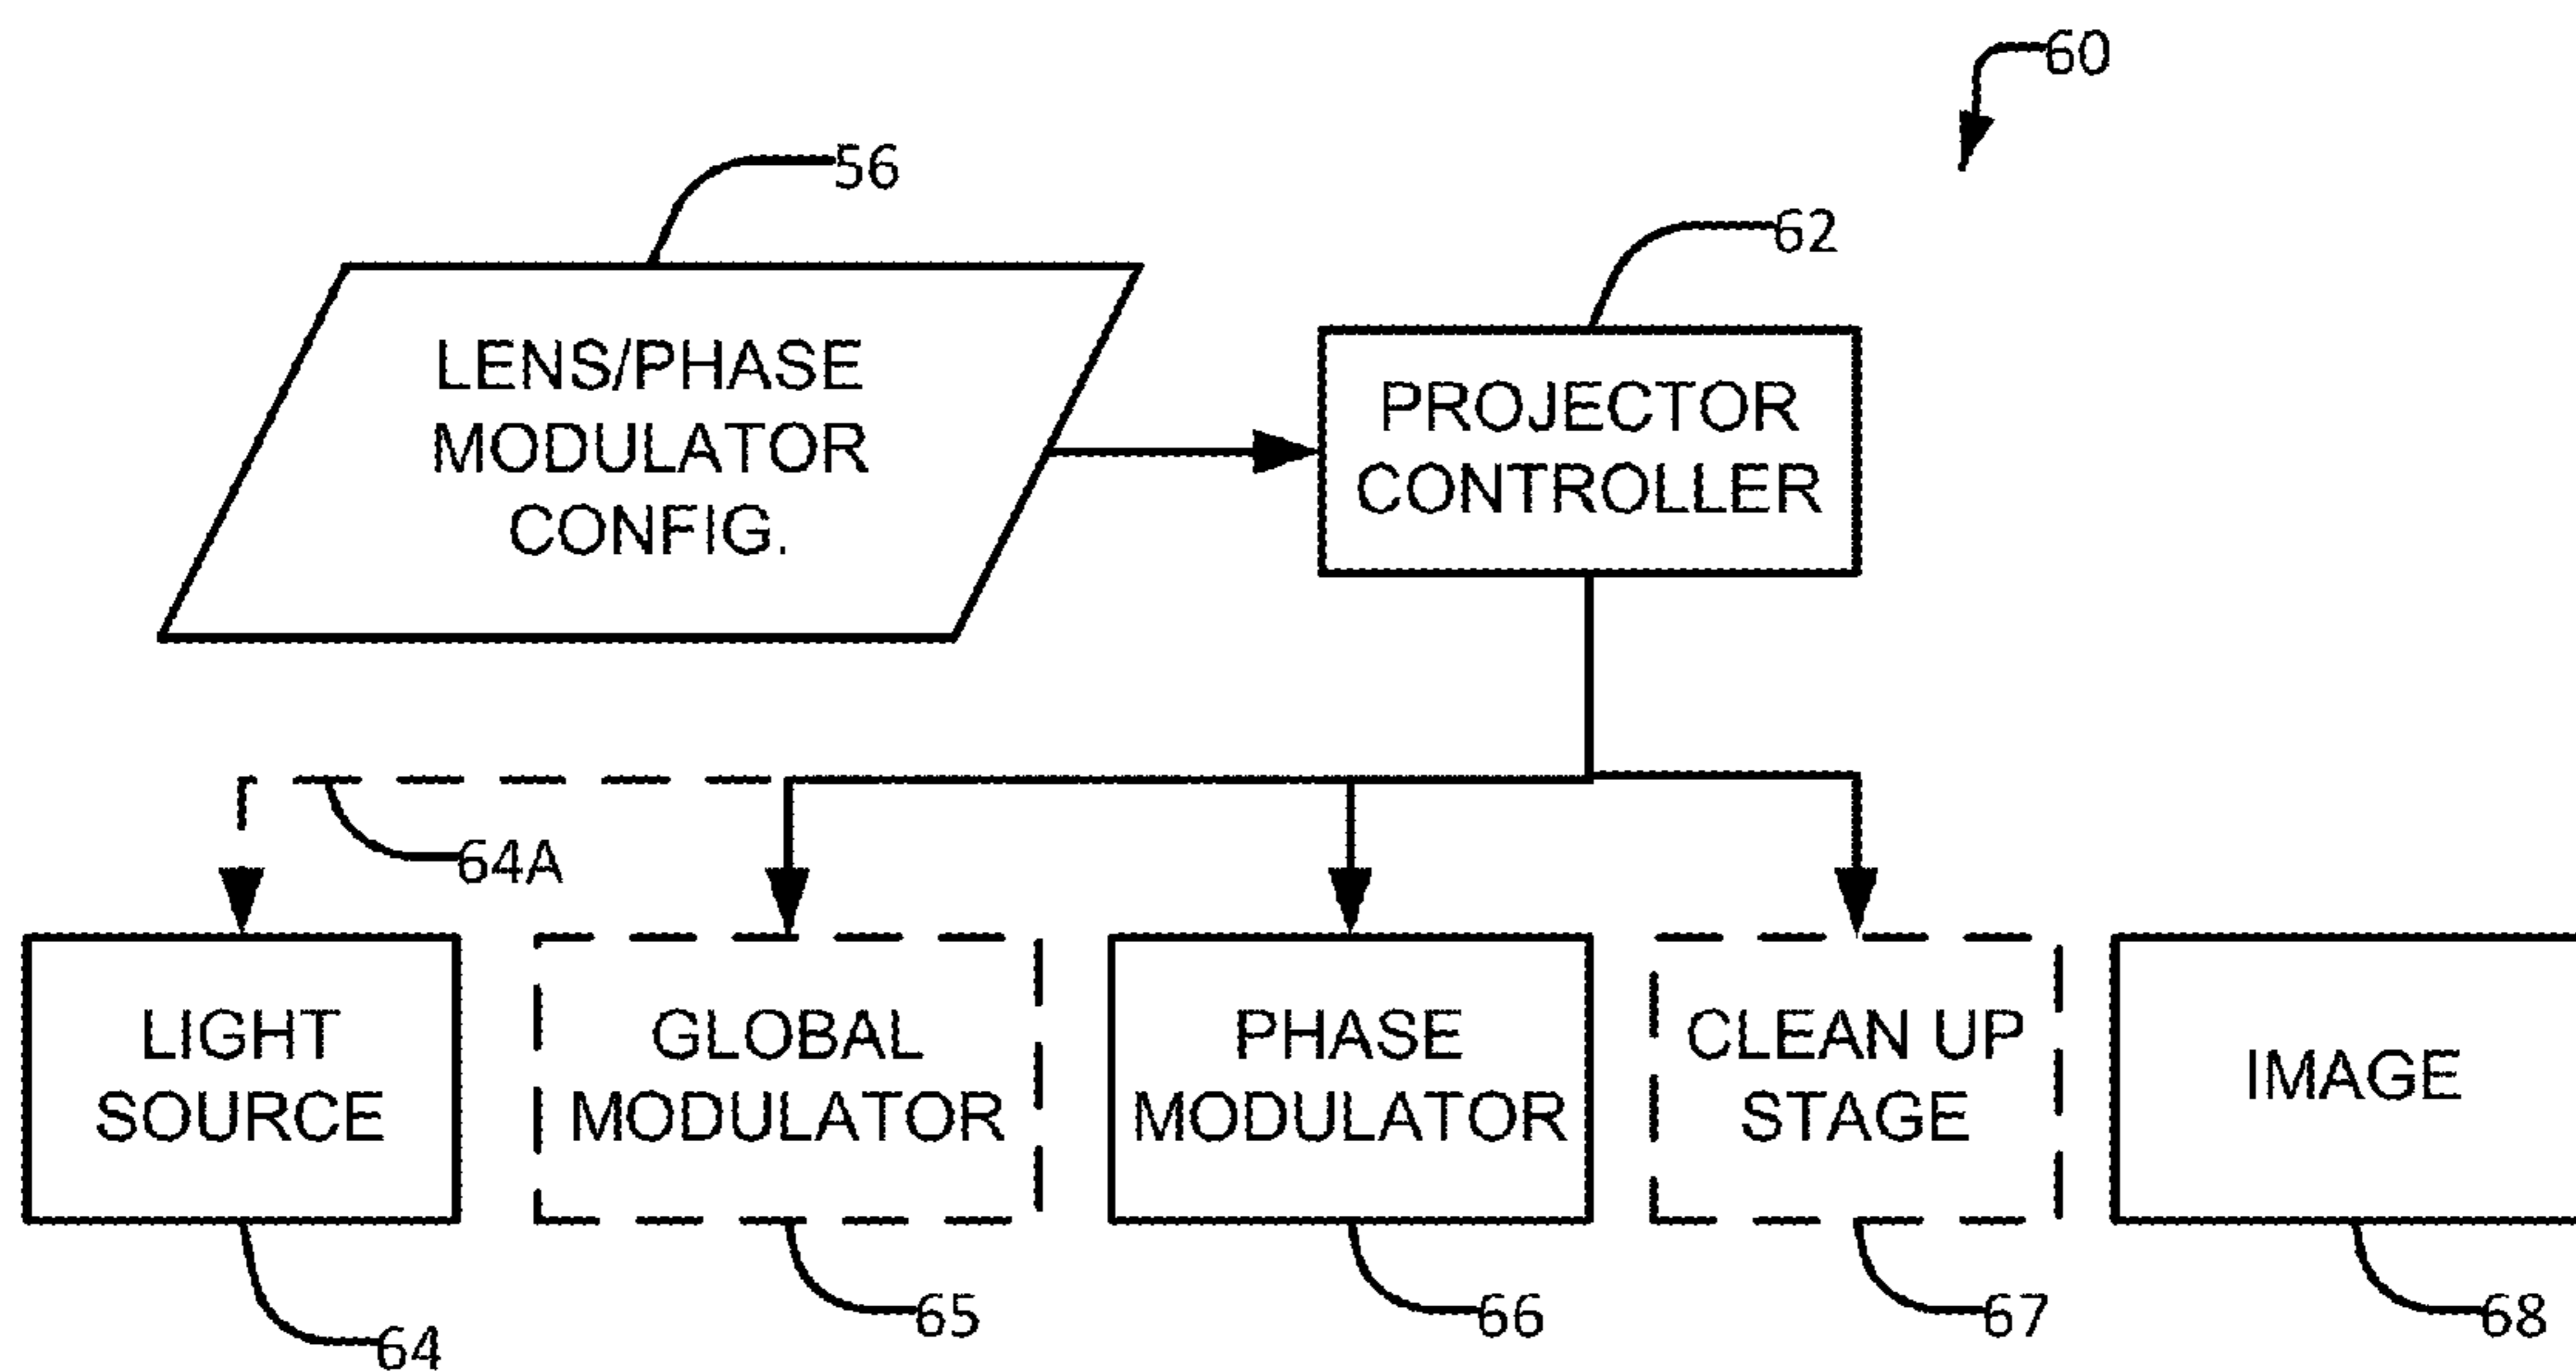 60
56
62
LENS/PHASE
MODULATOR
CONFIG.
PROJECTOR
CONTROLLER
64A
LIGHT
SOURCE
GLOBAL
MODULATOR
PHASE
MODULATOR
CLEAN UP
STAGE
IMAGE
64
65
66
67
68